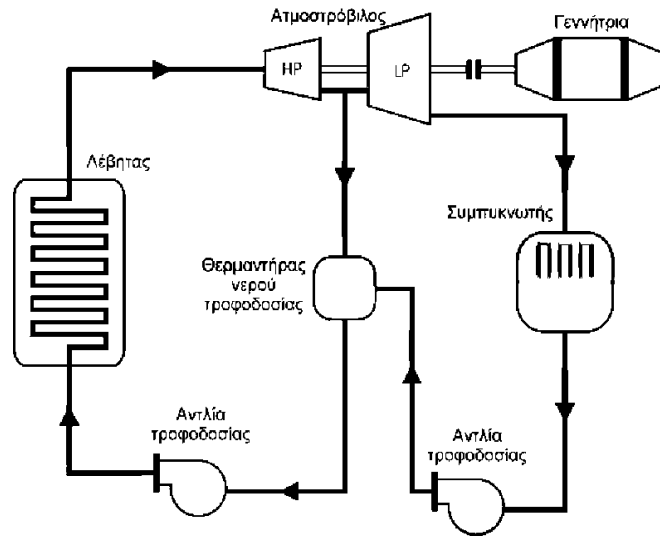 Ατμοστρόβιλος
Γεννήτρια
HP
LP
Λέβητας
Συμπυκνωτής
Θερμαντήρας
νερού
τροφοδοσίας
Αντλία
τροφοδοσίας
Αντλία
τροφοδοσίας